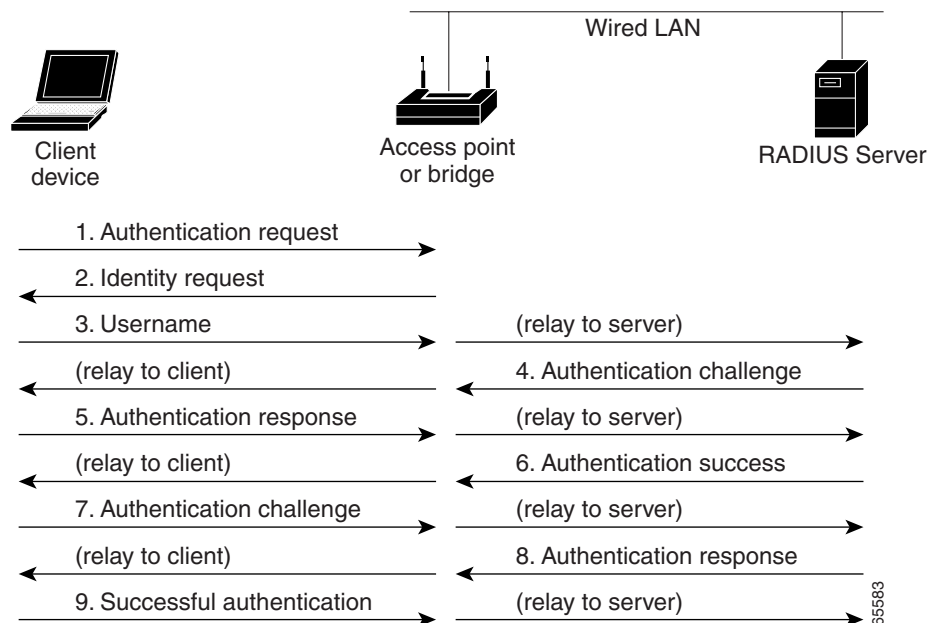 Wired LAN
Client
device
Access point
or bridge
RADIUS Server
1. Authentication request
2. Identity request
3. Username
(relay to server)
(relay to client)
4. Authentication challenge
5. Authentication response
(relay to server)
(relay to client)
6. Authentication success
7. Authentication challenge
(relay to server)
(relay to client)
8. Authentication response
9. Successful authentication
(relay to server)
65583